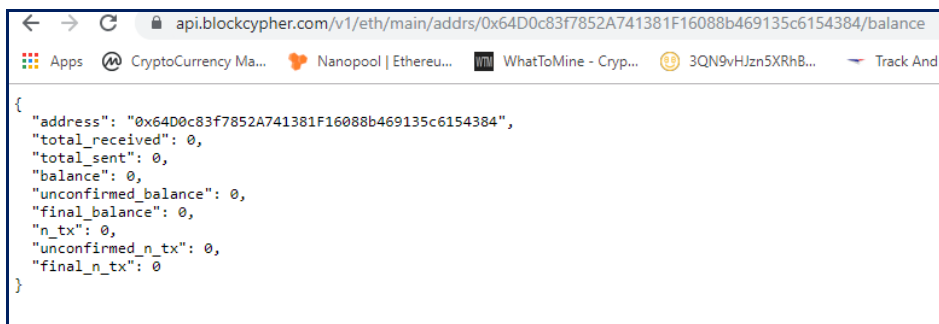 api.blockcypher.com/v1/eth/main/addrs/0x64D0c83f7852A741381F16088b469135c6154384/balance
Apps CryptoCurrency Ma... Nanopool | Ethereu... WTM WhatToMine - Cryp... 3QN9vHJzn5XRhB... Track And
{
"address": "0x64D0c83f7852A741381F16088b469135c6154384",
"total_received": 0,
"total_sent": 0,
"balance": 0,
"unconfirmed_balance": 0,
"final_balance": 0,
"n_tx": 0,
"unconfirmed_n_tx": 0,
"final_n_tx": 0
}